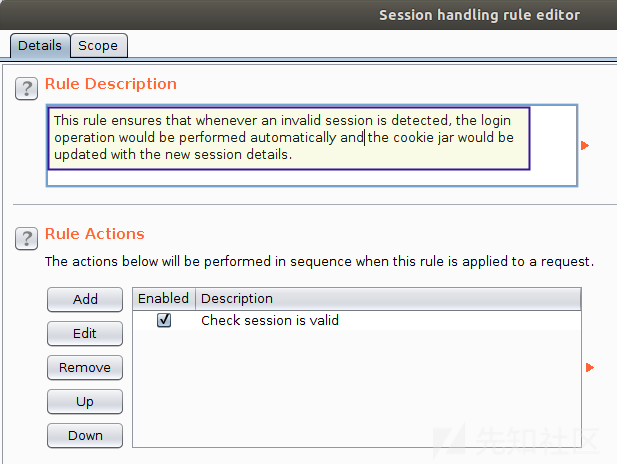 Session handling rule editor
Details Scope
? Rule Description
This rule ensures that whenever an invalid session is detected, the login
operation would be performed automatically and the cookie jar would be
updated with the new session details.
? Rule Actions
The actions below will be performed in sequence when this rule is applied to a request.
Add
Edit
Remove
Up
Down
Enabled Description
Check session is valid
先知社区